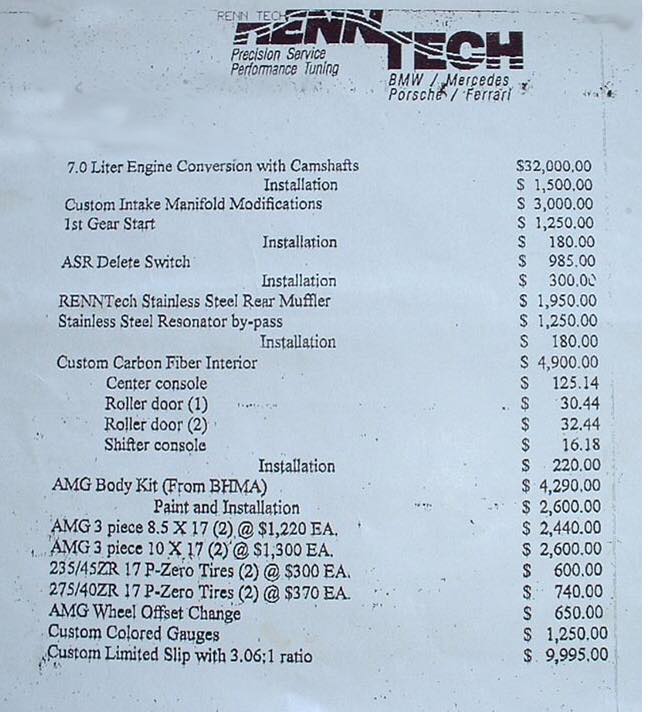 RENN TECH
RENN TECH
Precision Service
Performance Tuning
BMW / Mercedes
Porsche / Ferrari
7.0 Liter Engine Conversion with Camshafts $32,000.00
Installation $ 1,500.00
Custom Intake Manifold Modifications $ 3,000.00
1st Gear Start $ 1,250.00
Installation $ 180.00
ASR Delete Switch $ 985.00
Installation $ 300.00
RENNTech Stainless Steel Rear Muffler $ 1,950.00
Stainless Steel Resonator by-pass $ 1,250.00
Installation $ 180.00
Custom Carbon Fiber Interior $ 4,900.00
Center console $ 125.14
Roller door (1) $ 30.44
Roller door (2) $ 32.44
Shifter console $ 16.18
Installation $ 220.00
AMG Body Kit (From BHMA) $ 4,290.00
Paint and Installation $ 2,600.00
AMG 3 piece 8.5 X 17 (2) @ $1,220 EA. $ 2,440.00
AMG 3 piece 10 X 17 (2) @ $1,300 EA. $ 2,600.00
235/45ZR 17 P-Zero Tires (2) @ $300 EA. $ 600.00
275/40ZR 17 P-Zero Tires (2) @ $370 EA. $ 740.00
AMG Wheel Offset Change $ 650.00
Custom Colored Gauges $ 1,250.00
Custom Limited Slip with 3.06:1 ratio $ 9,995.00